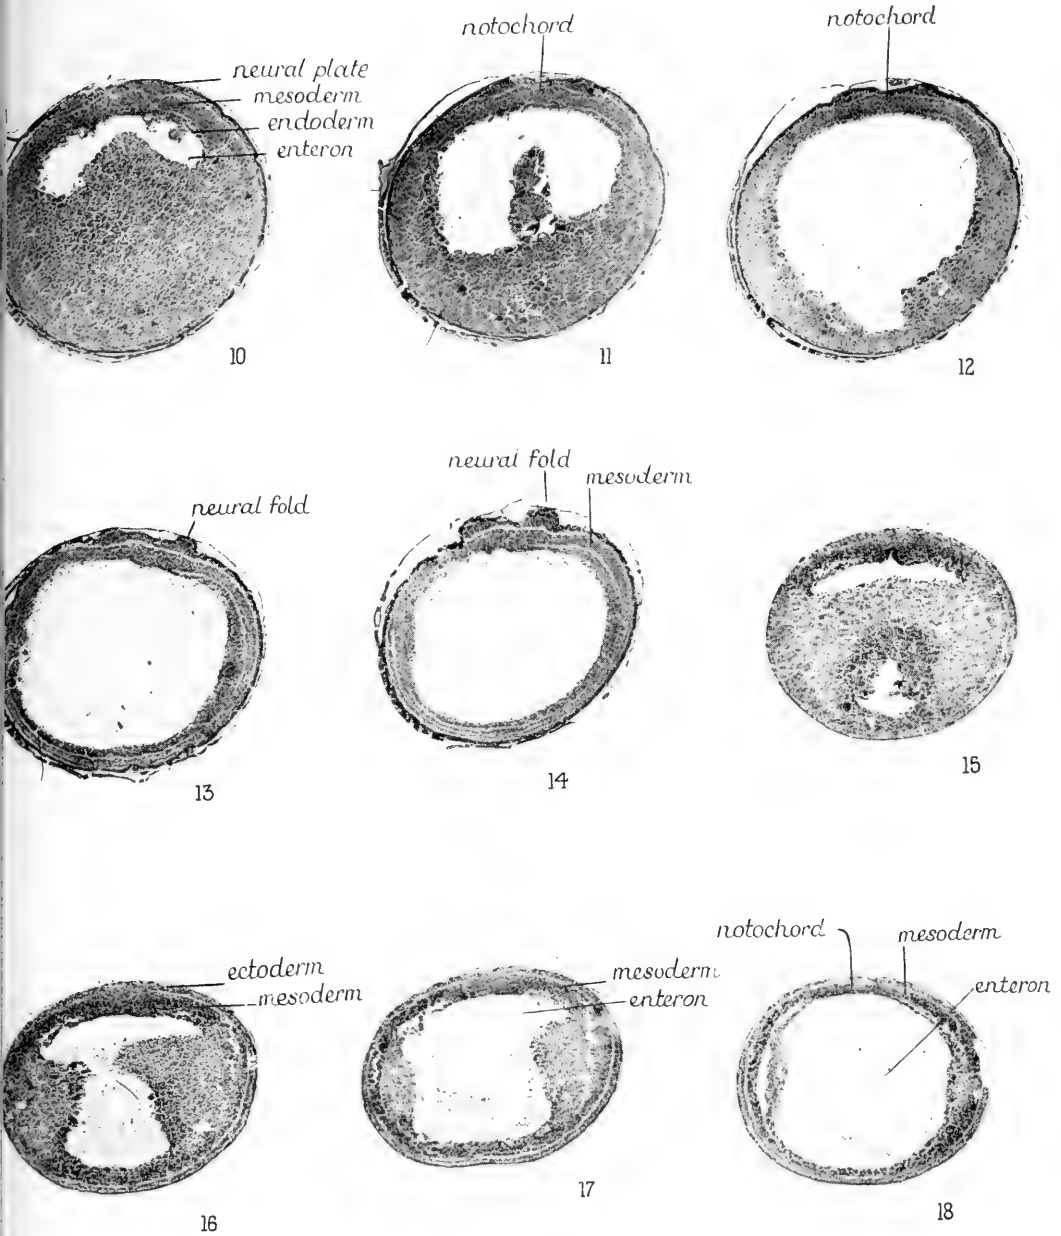 neural plate
mesoderm
endoderm
enteron
10
notochord
11
notochord
12
neural fold
13
neural fold
mesoderm
14
15
ectoderm
mesoderm
16
mesoderm
enteron
17
notochord
mesoderm
enteron
18